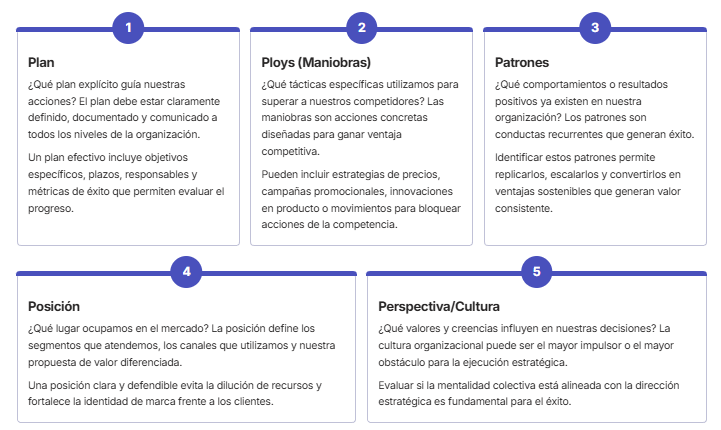 1
Plan
¿Qué plan explícito guía nuestras
acciones? El plan debe estar claramente
definido, documentado y comunicado a
todos los niveles de la organización.
Un plan efectivo incluye objetivos
específicos, plazos, responsables y
métricas de éxito que permiten evaluar el
progreso.
2
Ploys (Maniobras)
¿Qué tácticas específicas utilizamos para
superar a nuestros competidores? Las
maniobras son acciones concretas
diseñadas para ganar ventaja
competitiva.
Pueden incluir estrategias de precios,
campañas promocionales, innovaciones
en producto o movimientos para bloquear
acciones de la competencia.
3
Patrones
¿Qué comportamientos o resultados
positivos ya existen en nuestra
organización? Los patrones son
conductas recurrentes que generan éxito.
Identificar estos patrones permite
replicarlos, escalarlos y convertirlos en
ventajas sostenibles que generan valor
consistente.
4
Posición
¿Qué lugar ocupamos en el mercado? La posición define los
segmentos que atendemos, los canales que utilizamos y nuestra
propuesta de valor diferenciada.
Una posición clara y defendible evita la dilución de recursos y
fortalece la identidad de marca frente a los clientes.
5
Perspectiva/Cultura
¿Qué valores y creencias influyen en nuestras decisiones? La
cultura organizacional puede ser el mayor impulsor o el mayor
obstáculo para la ejecución estratégica.
Evaluar si la mentalidad colectiva está alineada con la dirección
estratégica es fundamental para el éxito.